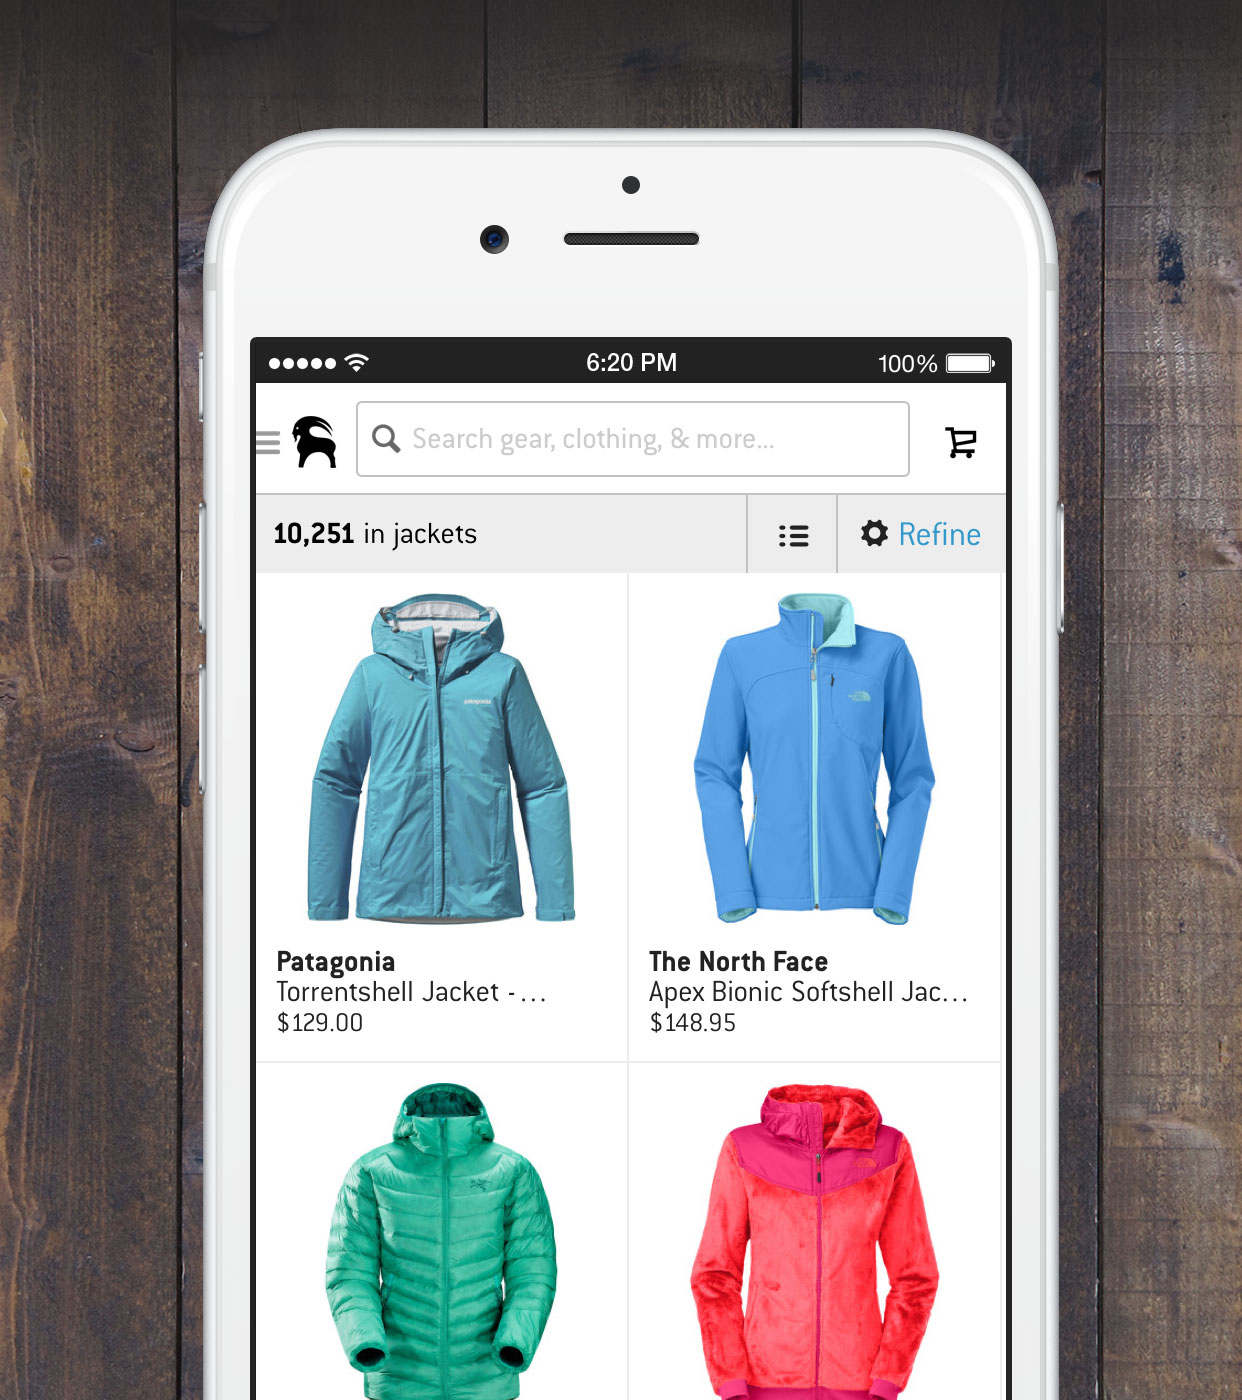 6:20 PM
100%
Search gear, clothing, & more...
10,251 in jackets
Refine
patagonia
Patagonia
Torrentshell Jacket - ...
$129.00
The North Face
Apex Bionic Softshell Jac...
$148.95